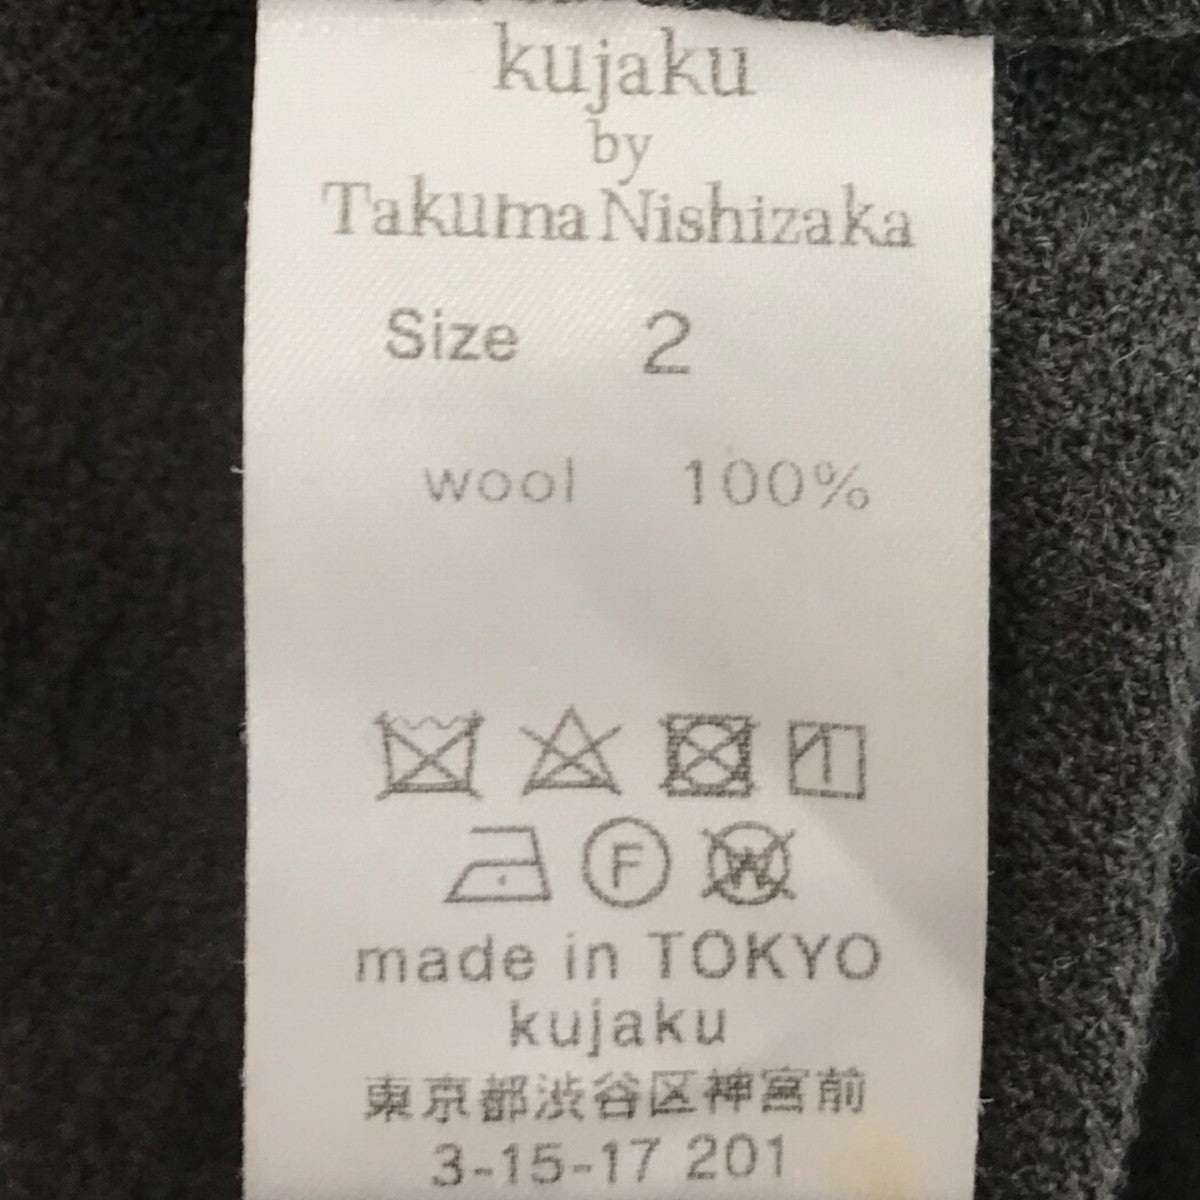 kujaku
by
Takuma Nishizaka
Size 2
wool 100%
F W
made in TOKYO
kujaku
東京都渋谷区神宮前
3-15-17 201